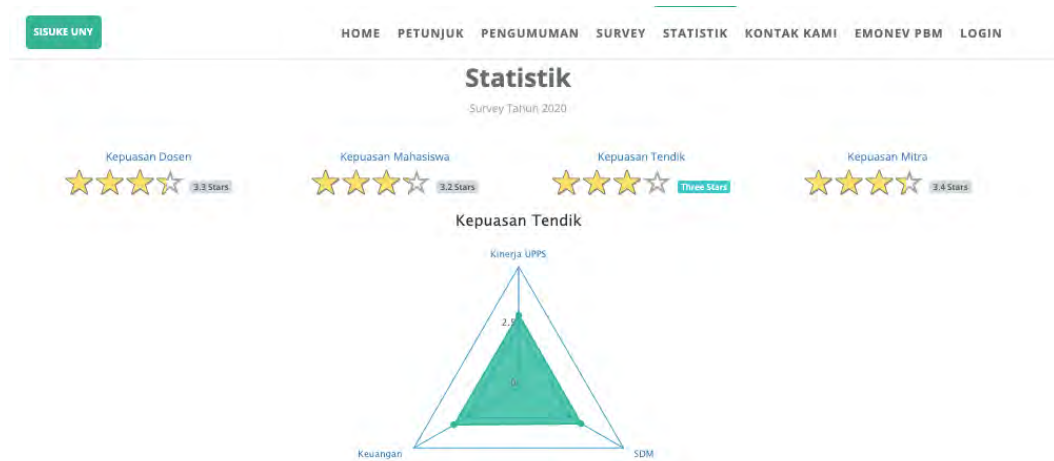 SISUKE UNY
HOME PETUNJUK PENGUMUMAN SURVEY STATISTIK KONTAK KAMI EMONEV PBM LOGIN
Statistik
Survey Tahun 2020
Kepuasan Dosen
3.3 Stars
Kepuasan Mahasiswa
3.2 Stars
Kepuasan Tendik
Three Stars
Kepuasan Mitra
3.4 Stars
Kepuasan Tendik
Kinerja UPPS
2.5
0
Keuangan
SDM